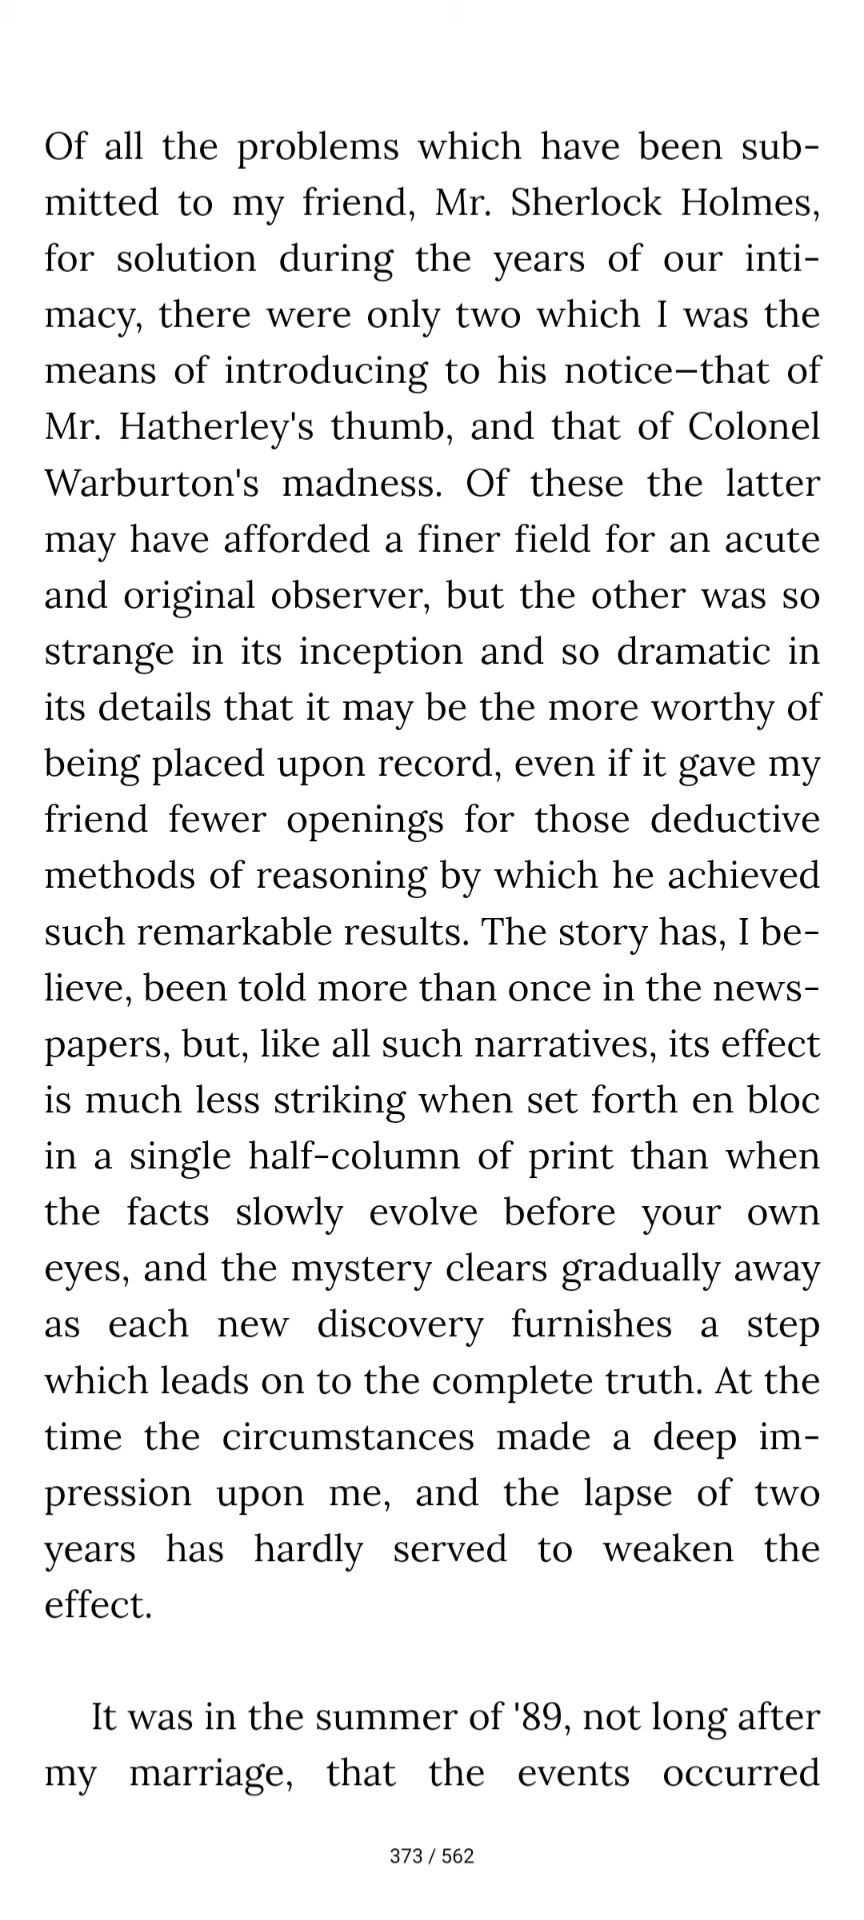 Of all the problems which have been sub-
mitted to my friend, Mr. Sherlock Holmes,
for solution during the years of our inti-
macy, there were only two which I was the
means of introducing to his notice—that of
Mr. Hatherley's thumb, and that of Colonel
Warburton's madness. Of these the latter
may have afforded a finer field for an acute
and original observer, but the other was so
strange in its inception and so dramatic in
its details that it may be the more worthy of
being placed upon record, even if it gave my
friend fewer openings for those deductive
methods of reasoning by which he achieved
such remarkable results. The story has, I be-
lieve, been told more than once in the news-
papers, but, like all such narratives, its effect
is much less striking when set forth en bloc
in a single half-column of print than when
the facts slowly evolve before your own
eyes, and the mystery clears gradually away
as each new discovery furnishes a step
which leads on to the complete truth. At the
time the circumstances made a deep im-
pression upon me, and the lapse of two
years has hardly served to weaken the
effect.
It was in the summer of '89, not long after
my marriage, that the events occurred
373 / 562